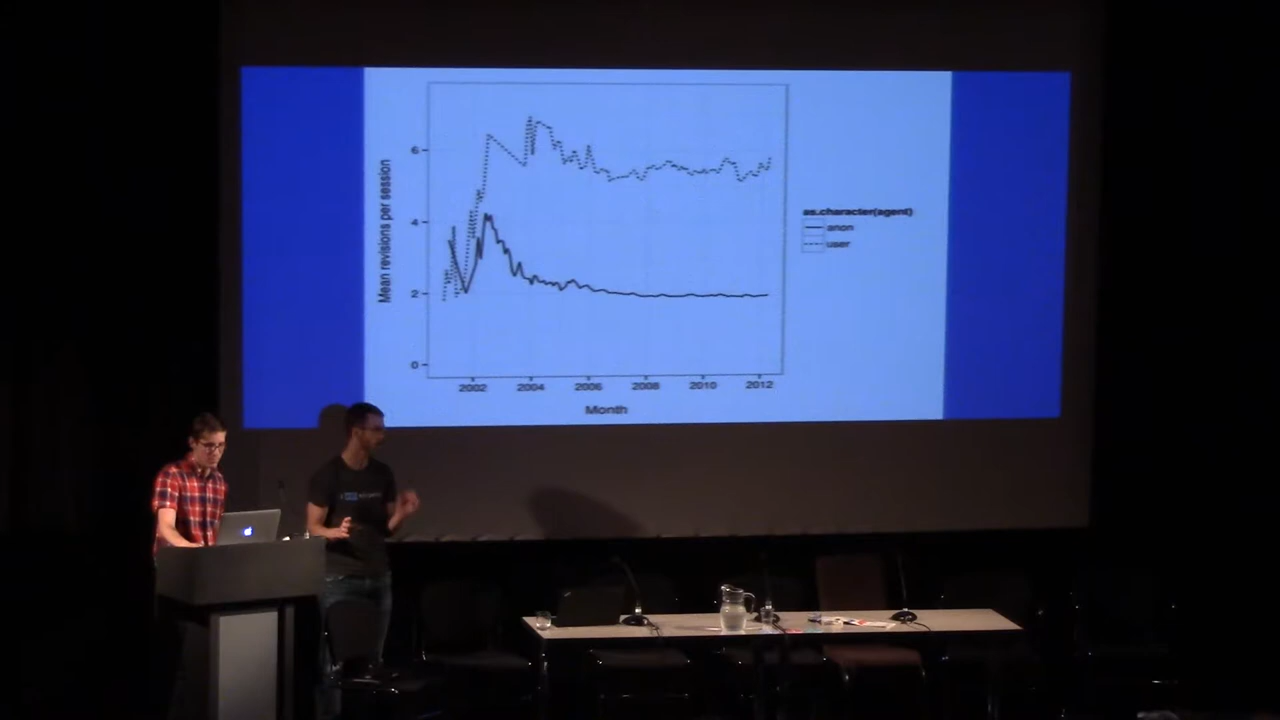 Mean revisions per session
6
4
2
0
2002 2004 2006 2008 2010 2012
Month
as.character(agent)
anon
user